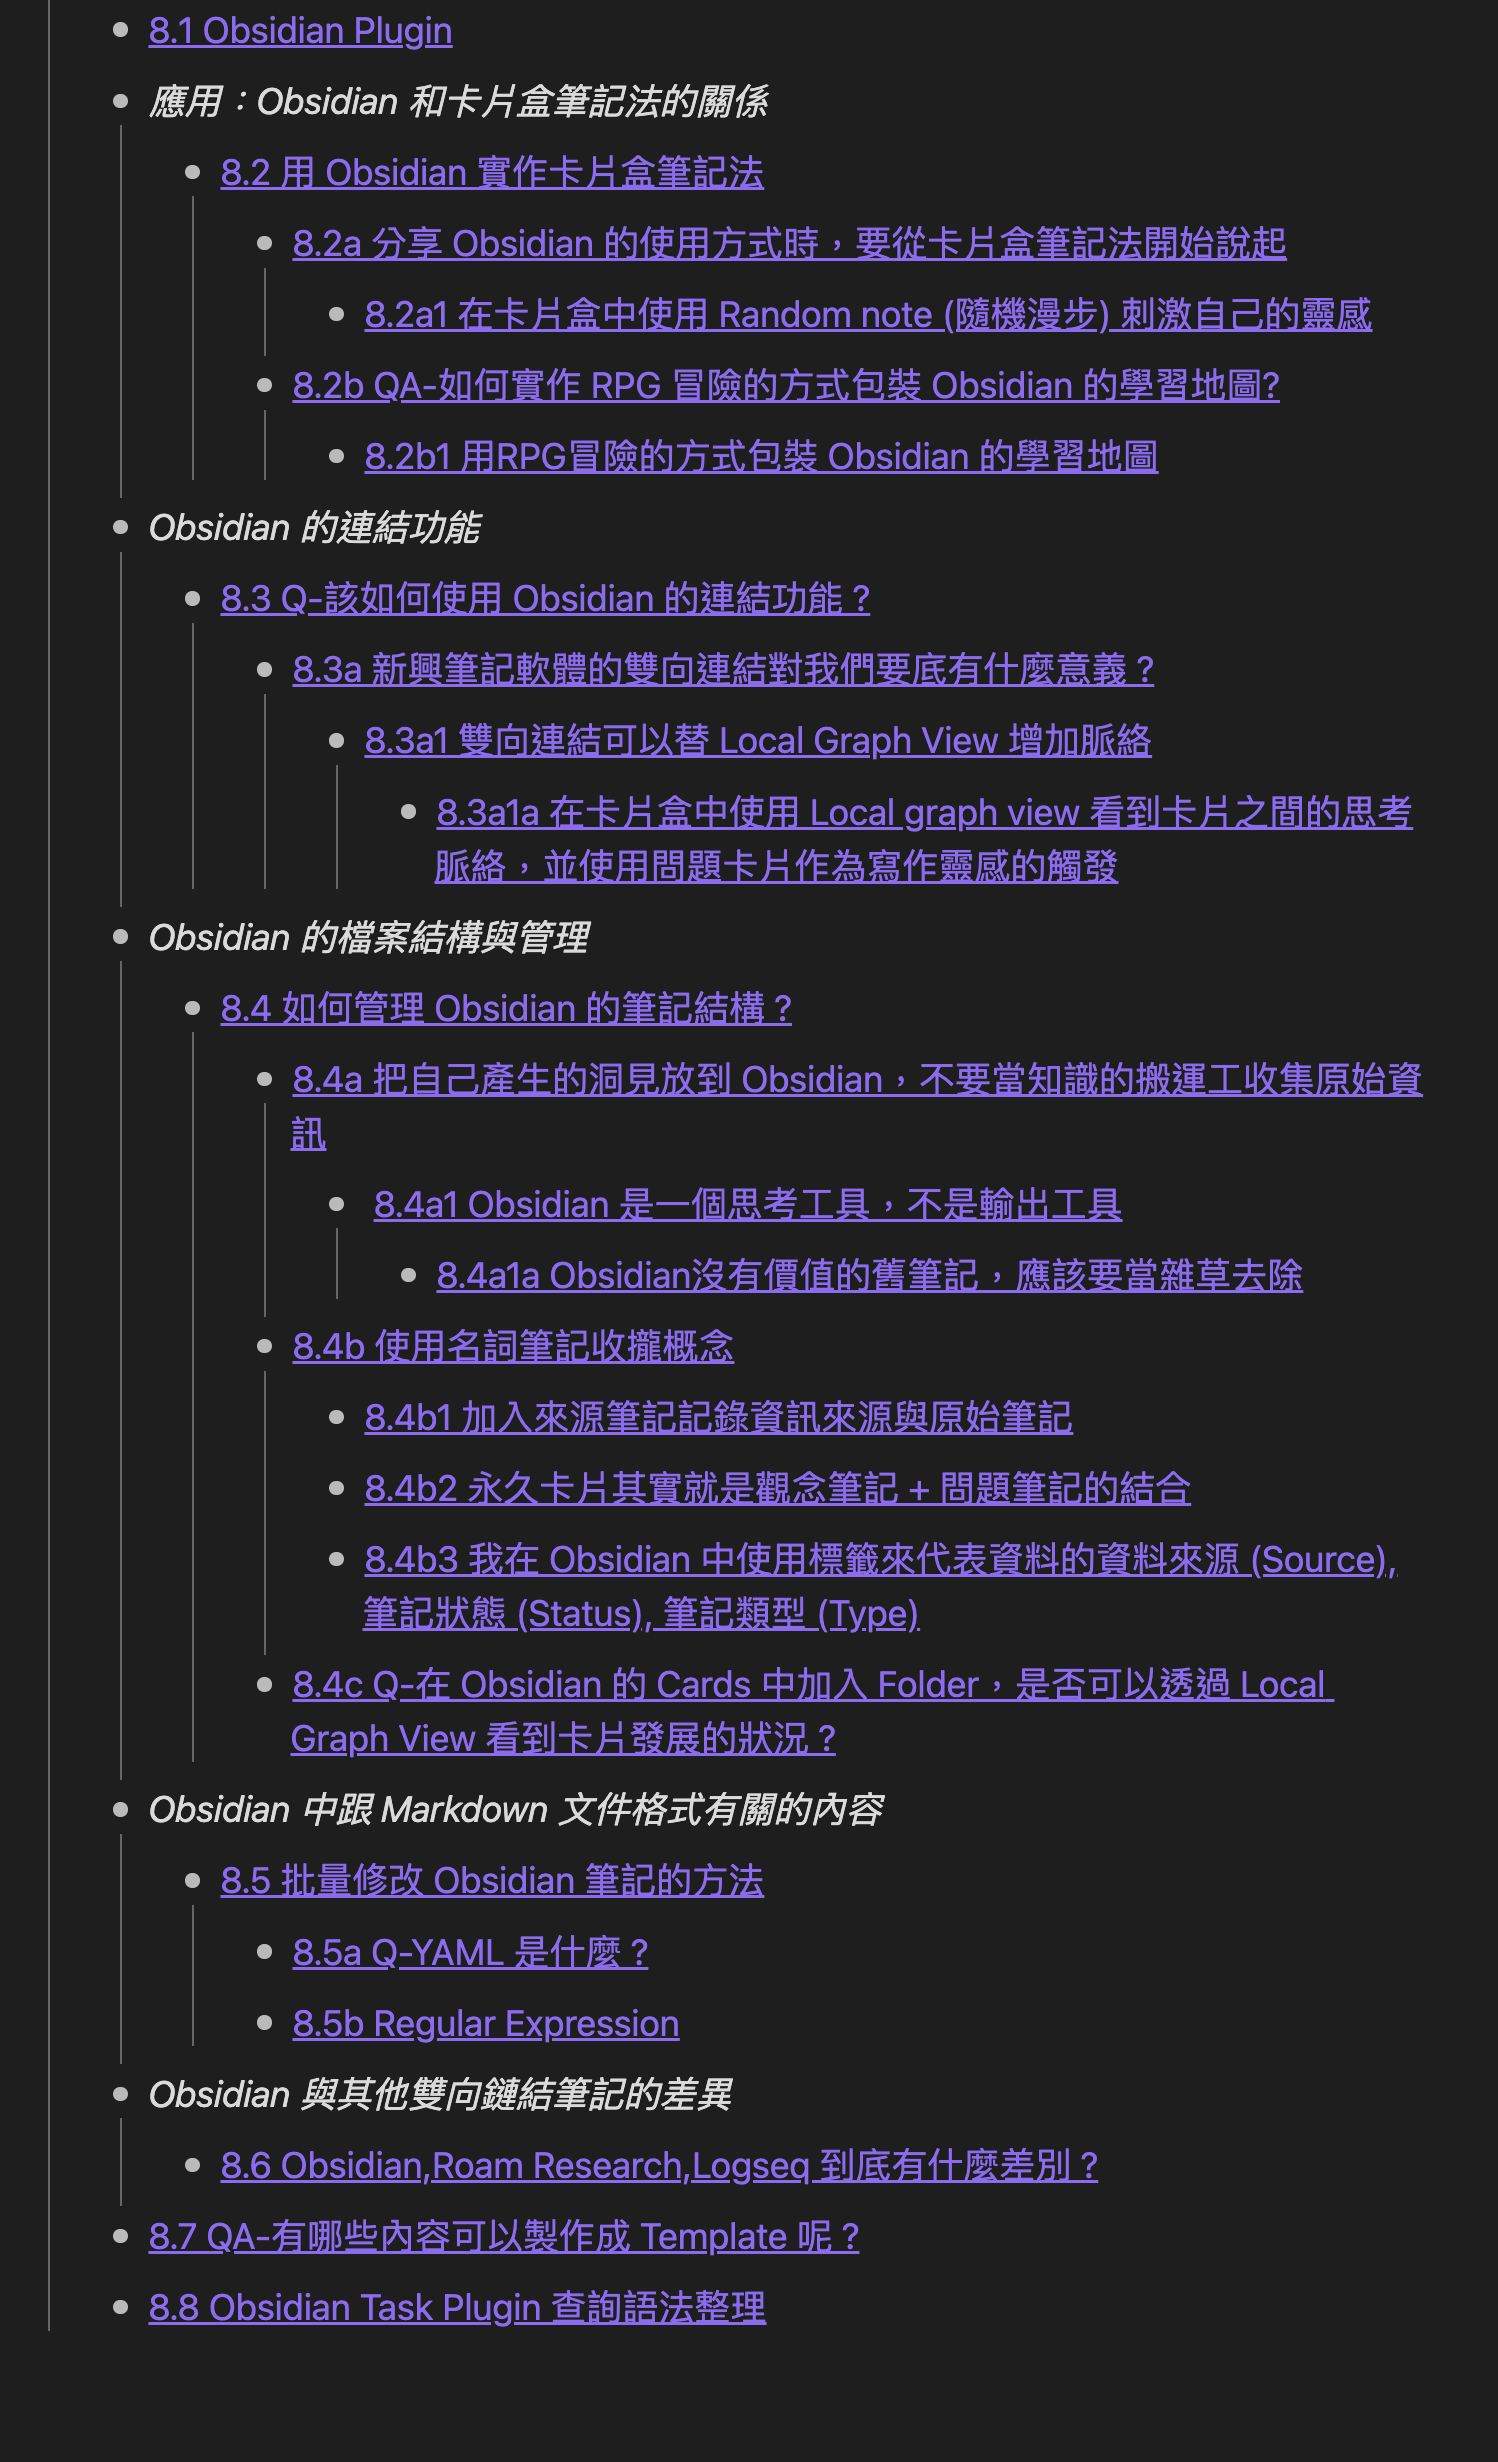 8.1 Obsidian Plugin
應用：Obsidian 和卡片盒筆記法的關係
8.2 用 Obsidian 實作卡片盒筆記法
8.2a 分享 Obsidian 的使用方式時，要從卡片盒筆記法開始說起
8.2a1 在卡片盒中使用 Random note (隨機漫步) 刺激自己的靈感
8.2b QA-如何實作 RPG 冒險的方式包裝 Obsidian 的學習地圖?
8.2b1 用RPG冒險的方式包裝 Obsidian 的學習地圖
Obsidian 的連結功能
8.3 Q-該如何使用 Obsidian 的連結功能？
8.3a 新興筆記軟體的雙向連結對我們要底有什麼意義？
8.3a1 雙向連結可以替 Local Graph View 增加脈絡
8.3a1a 在卡片盒中使用 Local graph view 看到卡片之間的思考
脈絡，並使用問題卡片作為寫作靈感的觸發
Obsidian 的檔案結構與管理
8.4 如何管理 Obsidian 的筆記結構？
8.4a 把自己產生的洞見放到 Obsidian，不要當知識的搬運工收集原始資
訊
8.4a1 Obsidian 是一個思考工具，不是輸出工具
8.4a1a Obsidian沒有價值的舊筆記，應該要當雜草去除
8.4b 使用名詞筆記收攏概念
8.4b1 加入來源筆記記錄資訊來源與原始筆記
8.4b2 永久卡片其實就是觀念筆記 + 問題筆記的結合
8.4b3 我在 Obsidian 中使用標籤來代表資料的資料來源 (Source),
筆記狀態 (Status), 筆記類型 (Type)
8.4c Q-在 Obsidian 的 Cards 中加入 Folder，是否可以透過 Local
Graph View 看到卡片發展的狀況？
Obsidian 中跟 Markdown 文件格式有關的內容
8.5 批量修改 Obsidian 筆記的方法
8.5a Q-YAML 是什麼？
8.5b Regular Expression
Obsidian 與其他雙向鏈結筆記的差異
8.6 Obsidian,Roam Research,Logseq 到底有什麼差別？
8.7 QA-有哪些內容可以製作成 Template 呢？
8.8 Obsidian Task Plugin 查詢語法整理